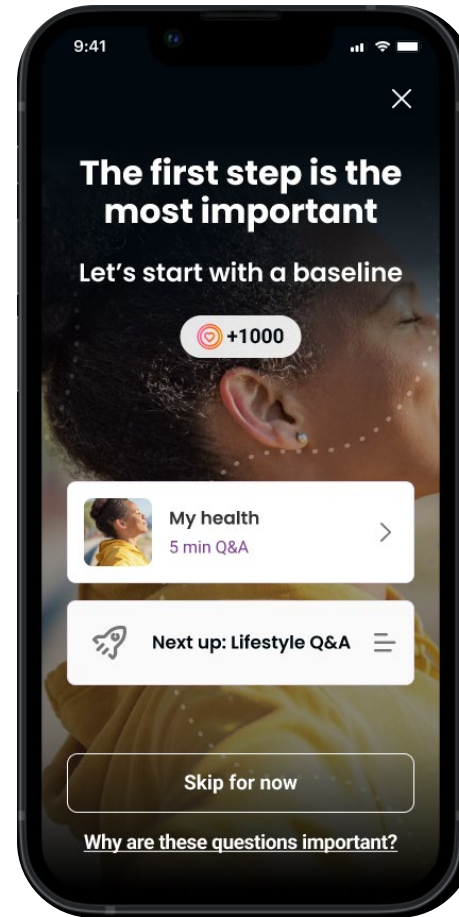 9:41
The first step is the
most important
Let's start with a baseline
+1000
My health
5 min Q&A
Next up: Lifestyle Q&A
Skip for now
Why are these questions important?